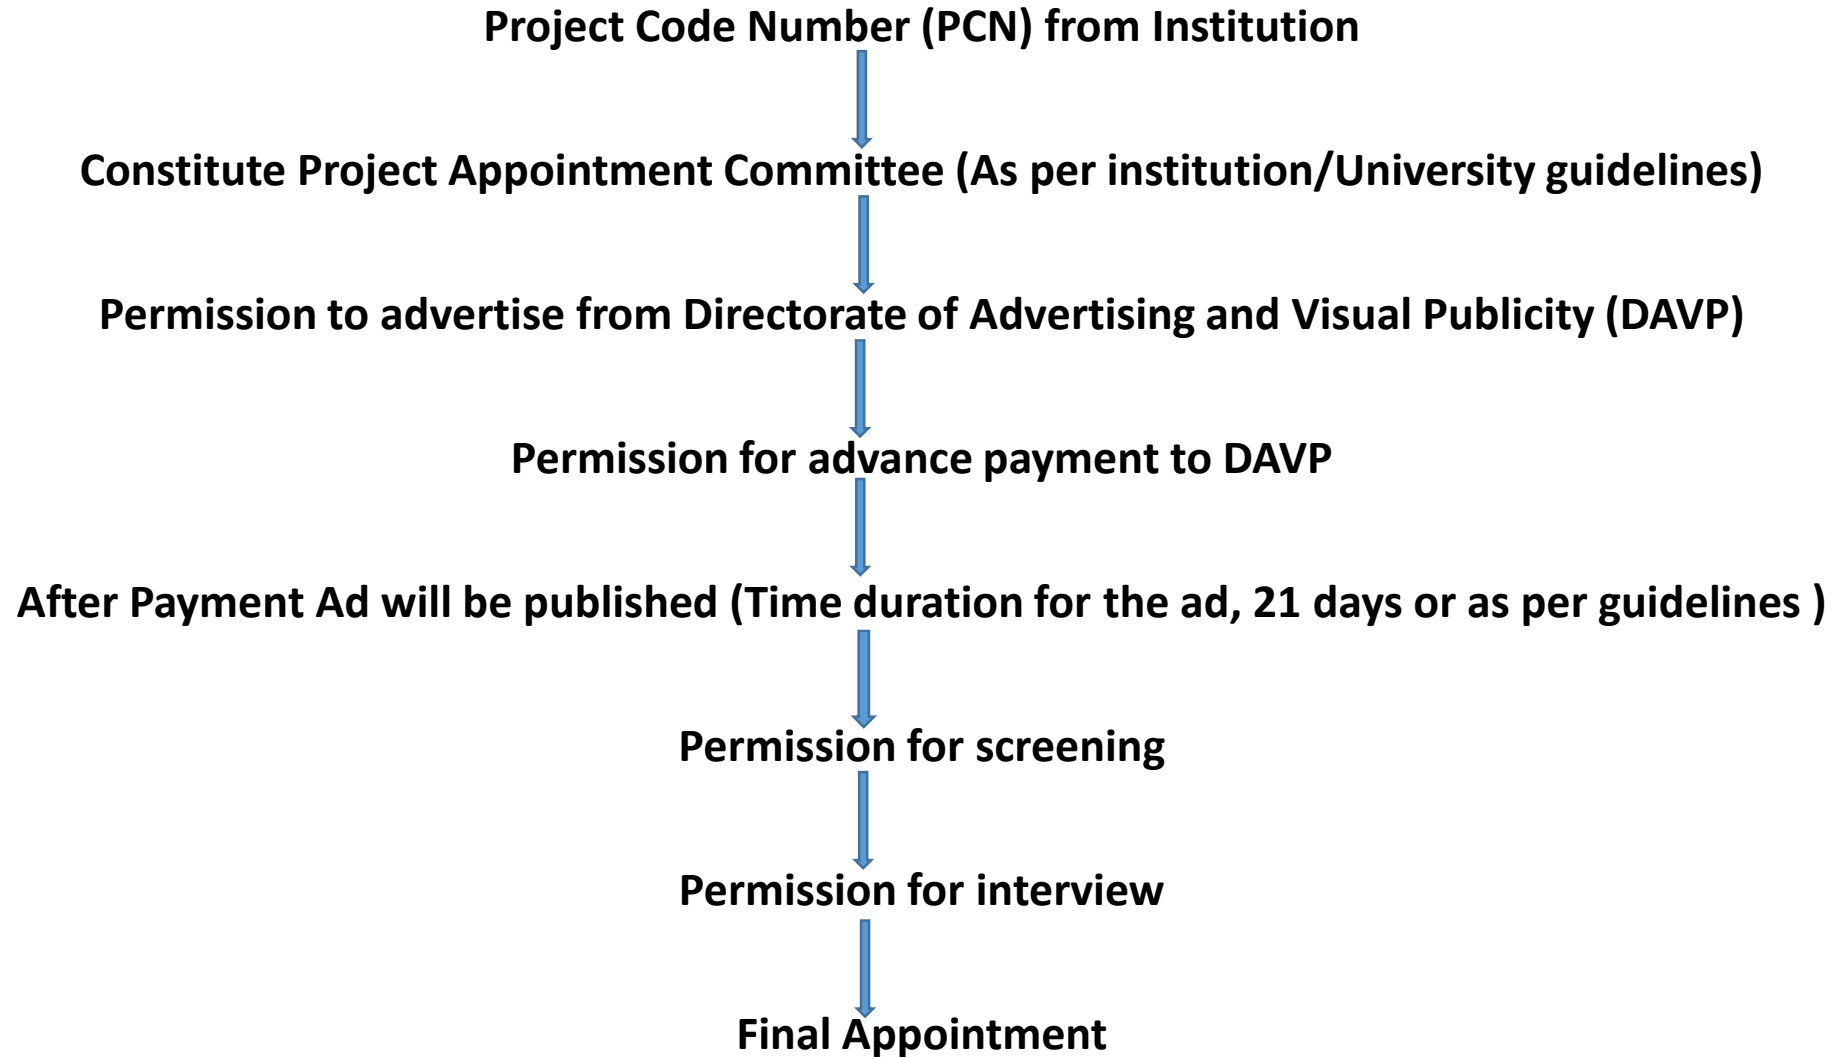 Project Code Number (PCN) from Institution
Constitute Project Appointment Committee (As per institution/University guidelines)
Permission to advertise from Directorate of Advertising and Visual Publicity (DAVP)
Permission for advance payment to DAVP
After Payment Ad will be published (Time duration for the ad, 21 days or as per guidelines )
Permission for screening
Permission for interview
Final Appointment